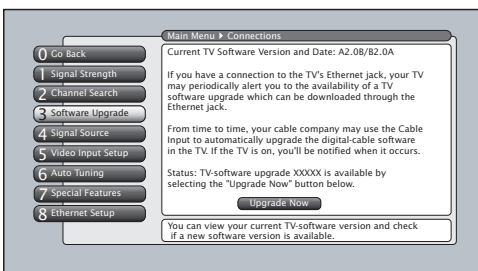 Main Menu ▶ Connections
0 Go Back
1 Signal Strength
2 Channel Search
3 Software Upgrade
4 Signal Source
5 Video Input Setup
6 Auto Tuning
7 Special Features
8 Ethernet Setup
Current TV Software Version and Date: A2.0B/B2.0A
If you have a connection to the TV's Ethernet jack, your TV
may periodically alert you to the availability of a TV
software upgrade which can be downloaded through the
Ethernet jack.
From time to time, your cable company may use the Cable
Input to automatically upgrade the digital-cable software
in the TV. If the TV is on, you'll be notified when it occurs.
Status: TV-software upgrade XXXXX is available by
selecting the "Upgrade Now" button below.
Upgrade Now
You can view your current TV-software version and check
if a new software version is available.